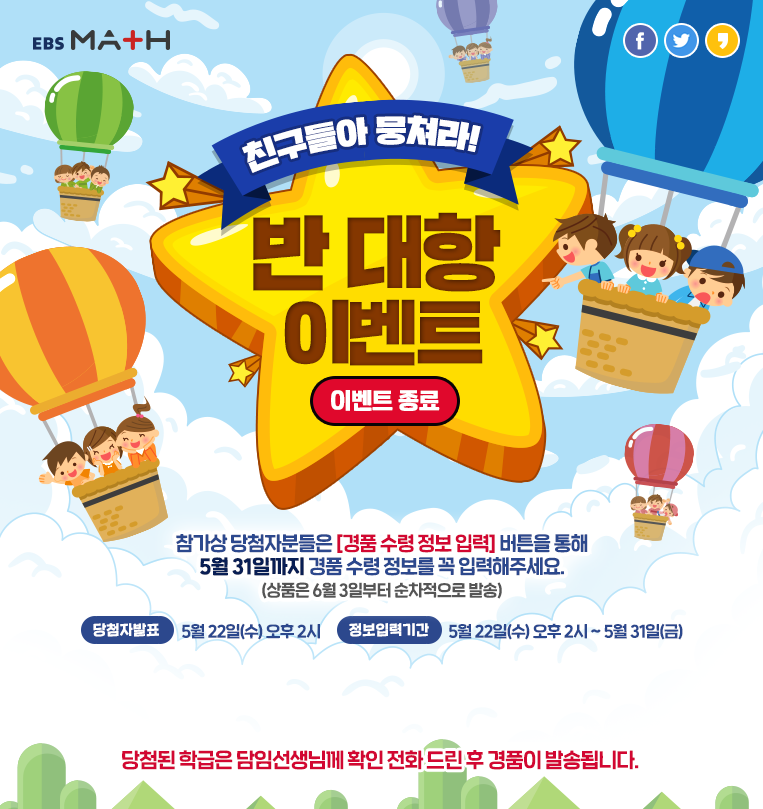 EBS MATH
친구들아 뭉쳐라!
반 대항
이벤트
이벤트 종료
참가상 당첨자분들은 [경품 수령 정보 입력] 버튼을 통해
5월 31일까지 경품 수령 정보를 꼭 입력해주세요.
(상품은 6월 3일부터 순차적으로 발송)
당첨자발표 5월 22일(수) 오후 2시 정보입력기간 5월 22일(수) 오후 2시 ~ 5월 31일(금)
당첨된 학급은 담임선생님께 확인 전화 드린 후 경품이 발송됩니다.